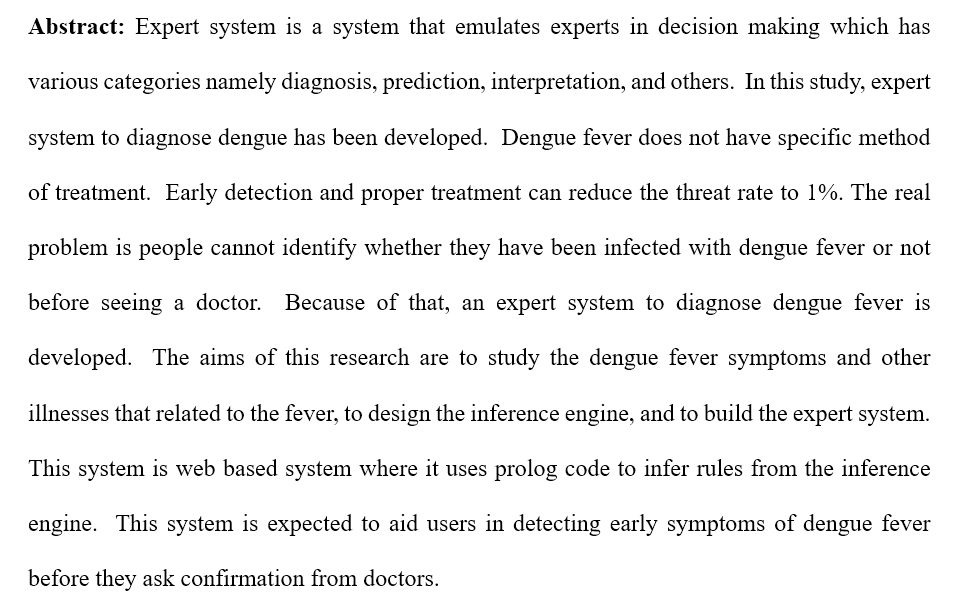 Abstract: Expert system is a system that emulates experts in decision making which has
various categories namely diagnosis, prediction, interpretation, and others.  In this study, expert
system to diagnose dengue has been developed.  Dengue fever does not have specific method
of treatment.  Early detection and proper treatment can reduce the threat rate to 1%. The real
problem is people cannot identify whether they have been infected with dengue fever or not
before seeing a doctor.  Because of that, an expert system to diagnose dengue fever is
developed.  The aims of this research are to study the dengue fever symptoms and other
illnesses that related to the fever, to design the inference engine, and to build the expert system.
This system is web based system where it uses prolog code to infer rules from the inference
engine.  This system is expected to aid users in detecting early symptoms of dengue fever
before they ask confirmation from doctors.